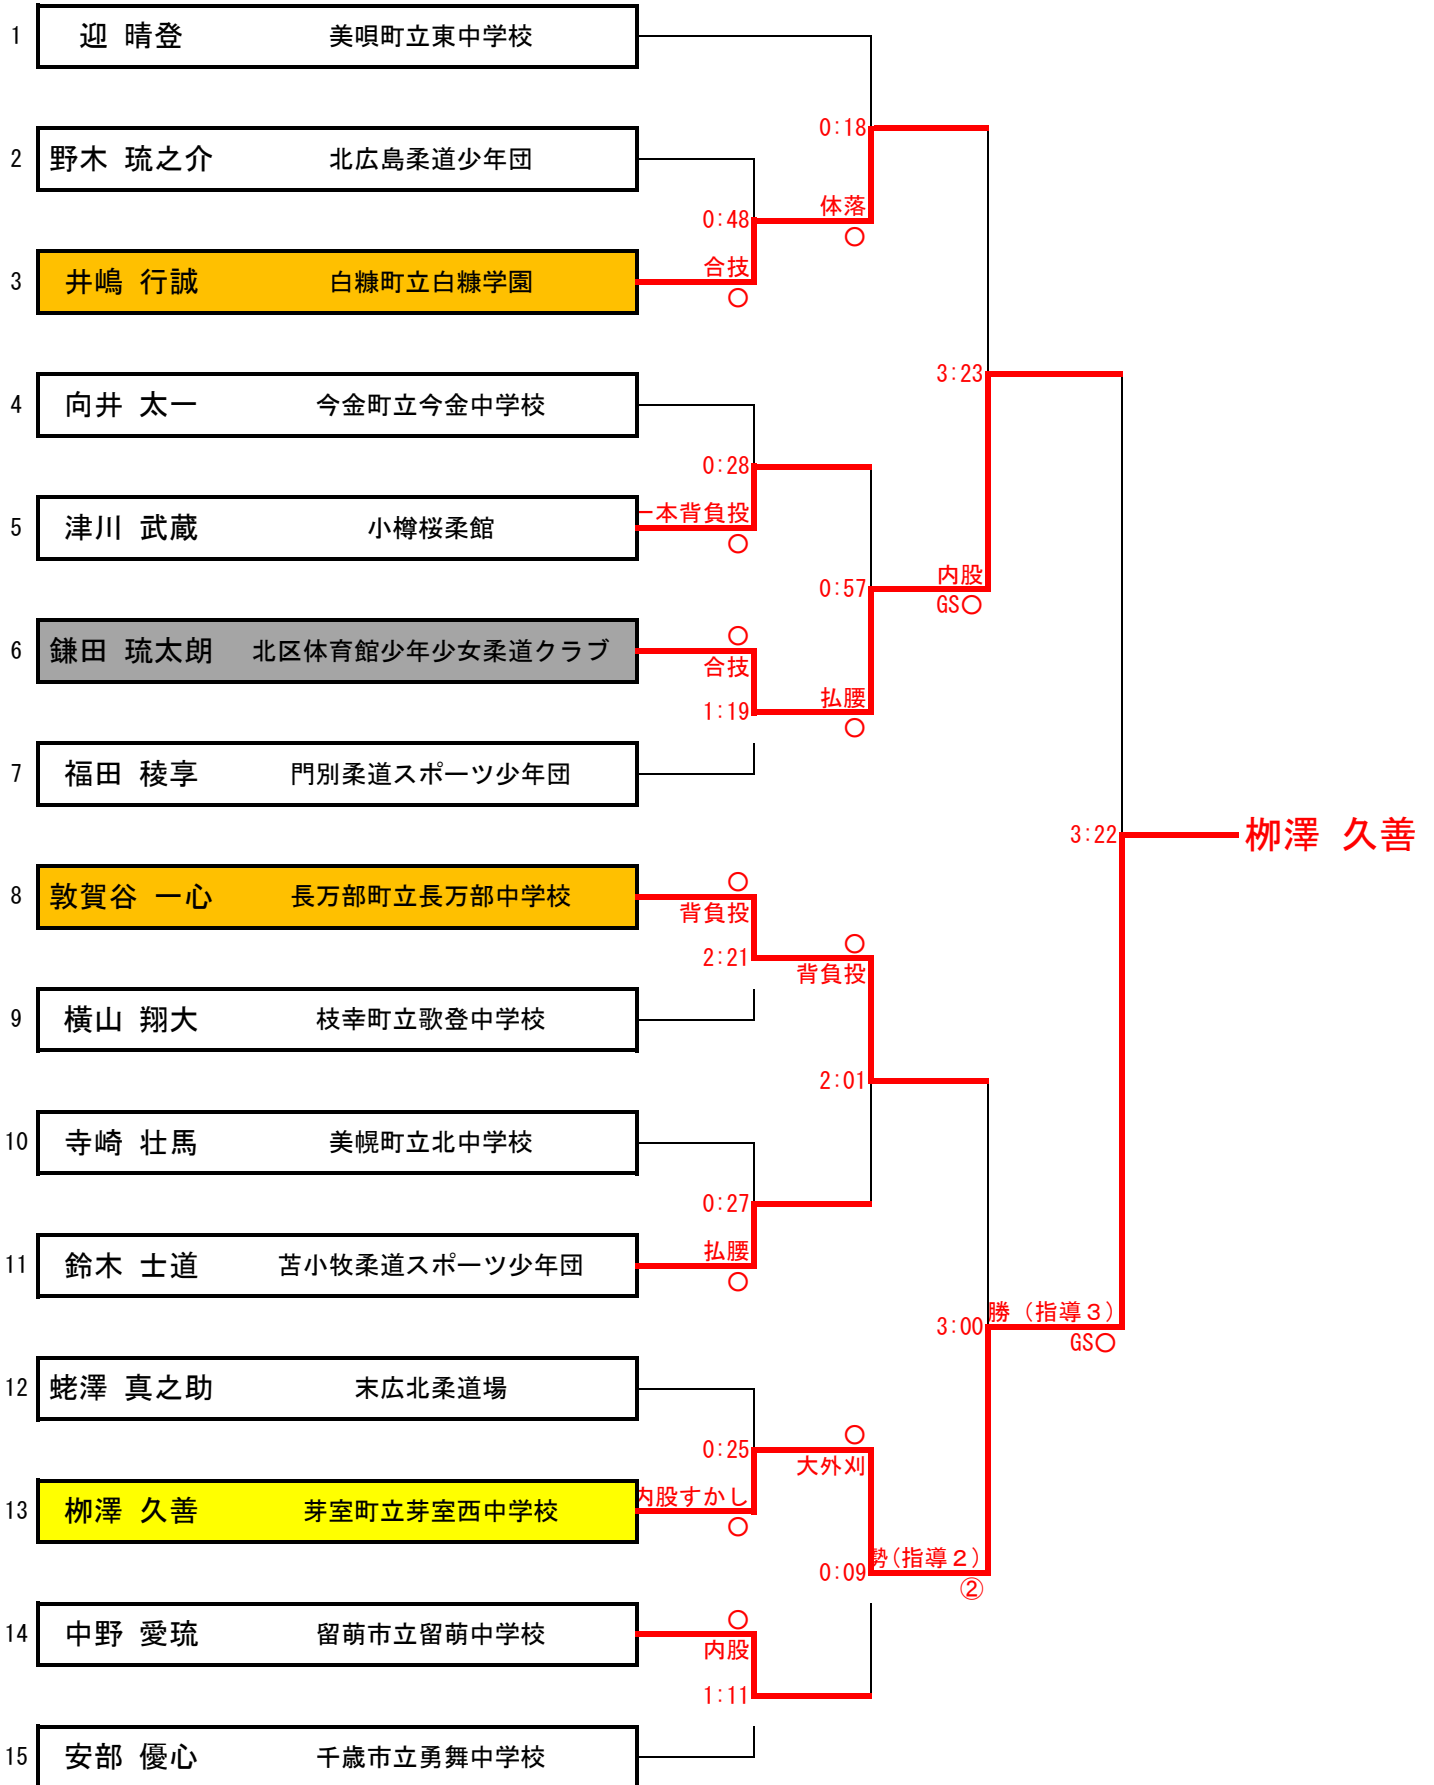 1 迎 晴登 美唄町立東中学校
0:18
2 野木 琉之介 北広島柔道少年団
体落
0:48
○
合技
3 井嶋 行誠 白糠町立白糠学園
○
3:23
4 向井 太一 今金町立今金中学校
0:28
一本背負投
5 津川 武蔵 小樽桜柔館
○
内股
0:57
GS○
○
6 鎌田 琉太朗 北区体育館少年少女柔道クラブ
合技
払腰
1:19
○
7 福田 稜享 門別柔道スポーツ少年団
3:22 栁澤 久善
○
8 敦賀谷 一心 長万部町立長万部中学校
背負投
○
2:21
背負投
9 横山 翔大 枝幸町立歌登中学校
2:01
10 寺崎 壮馬 美幌町立北中学校
0:27
払腰
11 鈴木 士道 苫小牧柔道スポーツ少年団
○
勝（指導３）
3:00
GS○
12 蛯澤 真之助 末広北柔道場
○
0:25
大外刈
内股すかし
13 栁澤 久善 芽室町立芽室西中学校
○
勢(指導２)
0:09
②
○
14 中野 愛琉 留萌市立留萌中学校
内股
1:11
15 安部 優心 千歳市立勇舞中学校